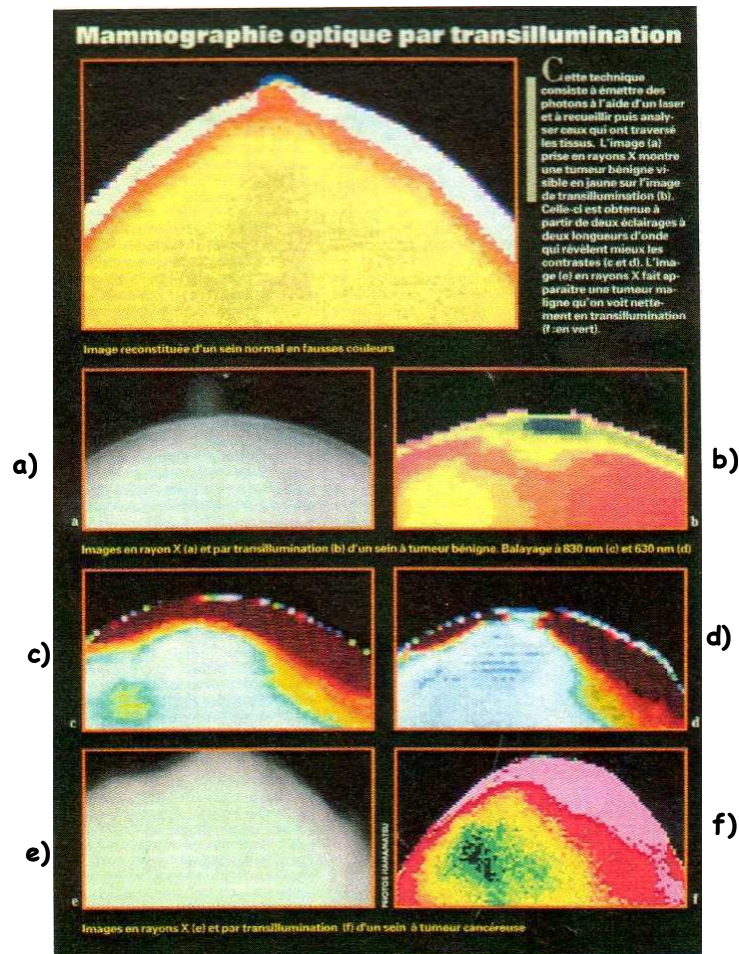 Mammographie optique par transillumination
Cette technique
consiste à émettre des
photons à l'aide d'un laser
et à recueillir puis analy-
ser ceux qui ont traversé
les tissus. L'image (a)
prise en rayons X montre
une tumeur bénigne vi-
sible en jaune sur l'image
de transillumination (b).
Celle-ci est obtenue à
partir de deux éclairages à
deux longueurs d'onde
qui révèlent mieux les
contrastes (c et d). L'ima-
ge (e) en rayons X fait ap-
paraître une tumeur ma-
ligne qu'on voit nette-
ment en transillumination
(f :en vert).
Image reconstituée d'un sein normal en fausses couleurs
a)
a
b
b)
Images en rayon X (a) et par transillumination (b) d'un sein à tumeur bénigne. Balayage à 830 nm (c) et 630 nm (d)
c)
c
d
d)
e)
e
PHOTOS HAMAMATSU
f
f)
Images en rayons X (e) et par transillumination (f) d'un sein à tumeur cancéreuse